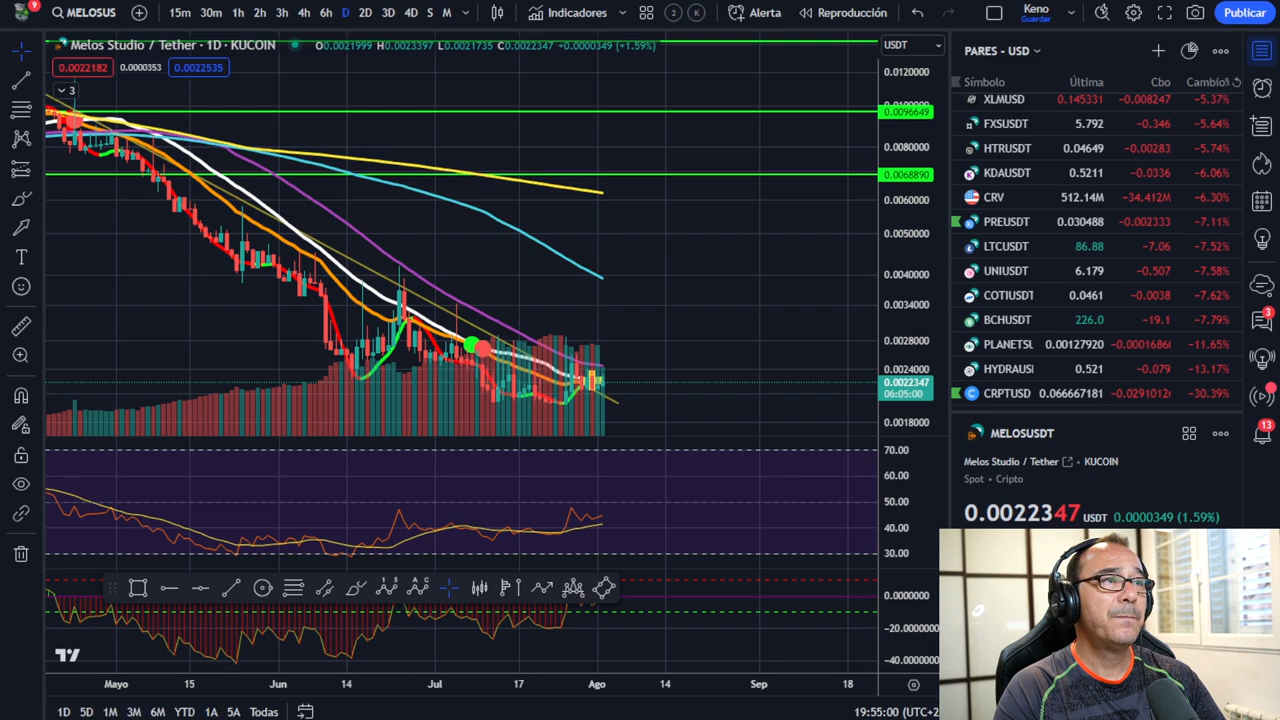 9
MELOSUS
15m 30m 1h 2h 3h 4h 6h D 2D 3D 4D S M
Indicadores
2 K
Alerta
Reproducción
Keno
Guardar
Publicar
Melos Studio / Tether · 1D · KUCOIN
O0.0021999 H0.0023397 L0.0021735 C0.0022347 +0.0000349 (+1.59%)
0.0022182 0.0000353 0.0022535
3
USDT
0.0120000
0.0096649
0.0080000
0.0068890
0.0060000
0.0050000
0.0040000
0.0034000
0.0028000
0.0024000
0.0022347
06:05:00
0.0018000
70.00
60.00
50.00
40.00
30.00
0.0000000
-20.0000000
-40.0000000
Mayo 15 Jun 14 Jul 17 Ago 14 Sep 18
1D 5D 1M 3M 6M YTD 1A 5A Todas
19:55:00 (UTC+2
PARES - USD
Símbolo Última Cbo Cambio%
XLMUSD 0.145331 −0.008247 −5.37%
FXSUSDT 5.792 −0.346 −5.64%
HTRUSDT 0.04649 −0.00283 −5.74%
KDAUSDT 0.5211 −0.0336 −6.06%
CRV 512.14M −34.412M −6.30%
PREUSDT 0.030488 −0.002333 −7.11%
LTCUSDT 86.88 −7.06 −7.52%
UNIUSDT 6.179 −0.507 −7.58%
COTIUSDT 0.0461 −0.0038 −7.62%
BCHUSDT 226.0 −19.1 −7.79%
PLANETSL 0.00127920 −0.0001686 −11.65%
HYDRAUSI 0.521 −0.079 −13.17%
CRPTUSD 0.066667181 −0.0291012 −30.39%
MELOSUSDT
Melos Studio / Tether · KUCOIN
Spot · Cripto
0.0022347 USDT 0.0000349 (1.59%)
3
13